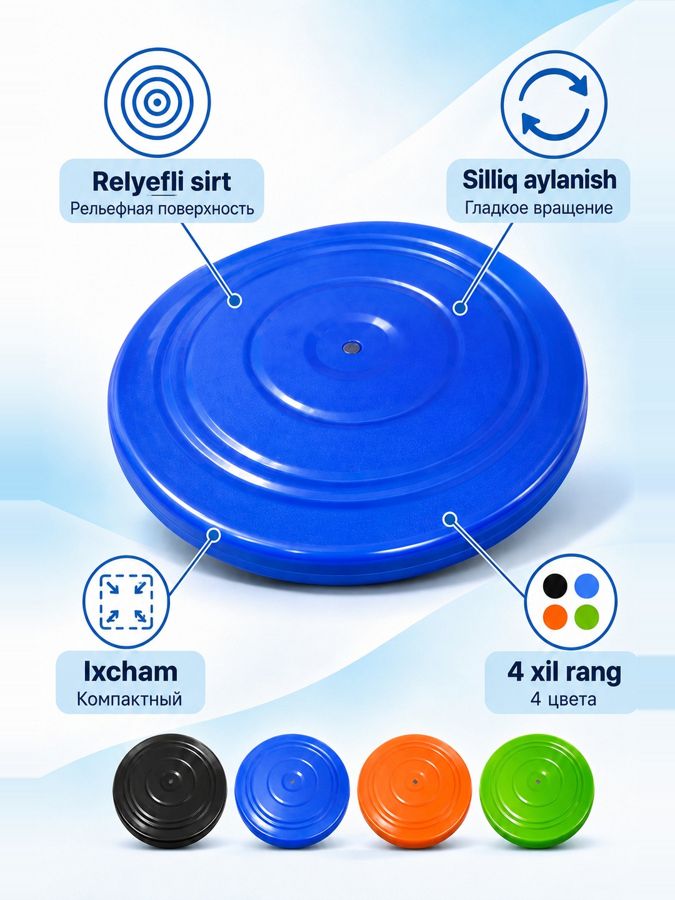 Relyefli sirt
Рельефная поверхность
Silliq aylanish
Гладкое вращение
Ixcham
Компактный
4 xil rang
4 цвета